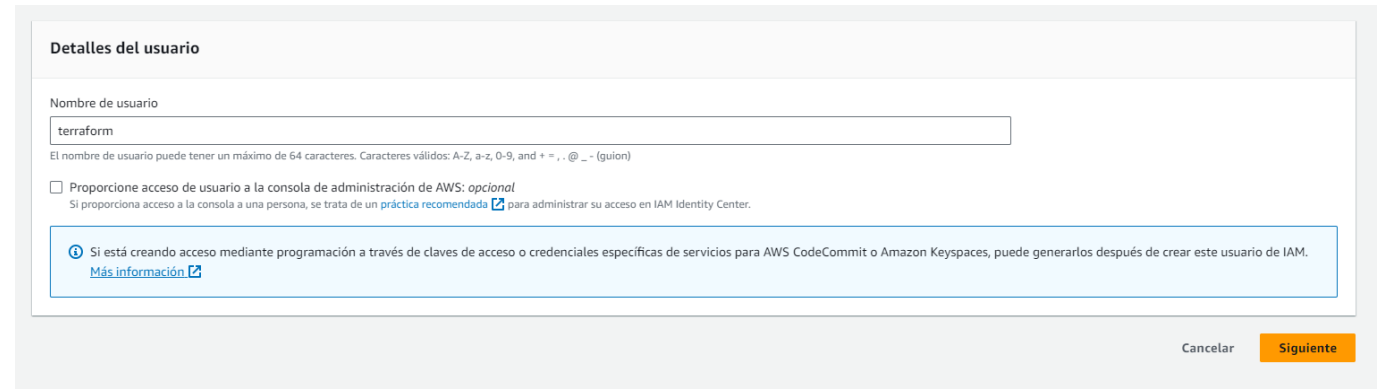 Detalles del usuario
Nombre de usuario
terraform
El nombre de usuario puede tener un máximo de 64 caracteres. Caracteres válidos: A-Z, a-z, 0-9, and + = , . @ _ - (guion)
Proporcione acceso de usuario a la consola de administración de AWS: opcional
Si proporciona acceso a la consola a una persona, se trata de un práctica recomendada para administrar su acceso en IAM Identity Center.
Si está creando acceso mediante programación a través de claves de acceso o credenciales específicas de servicios para AWS CodeCommit o Amazon Keyspaces, puede generarlos después de crear este usuario de IAM.
Más información
Cancelar Siguiente